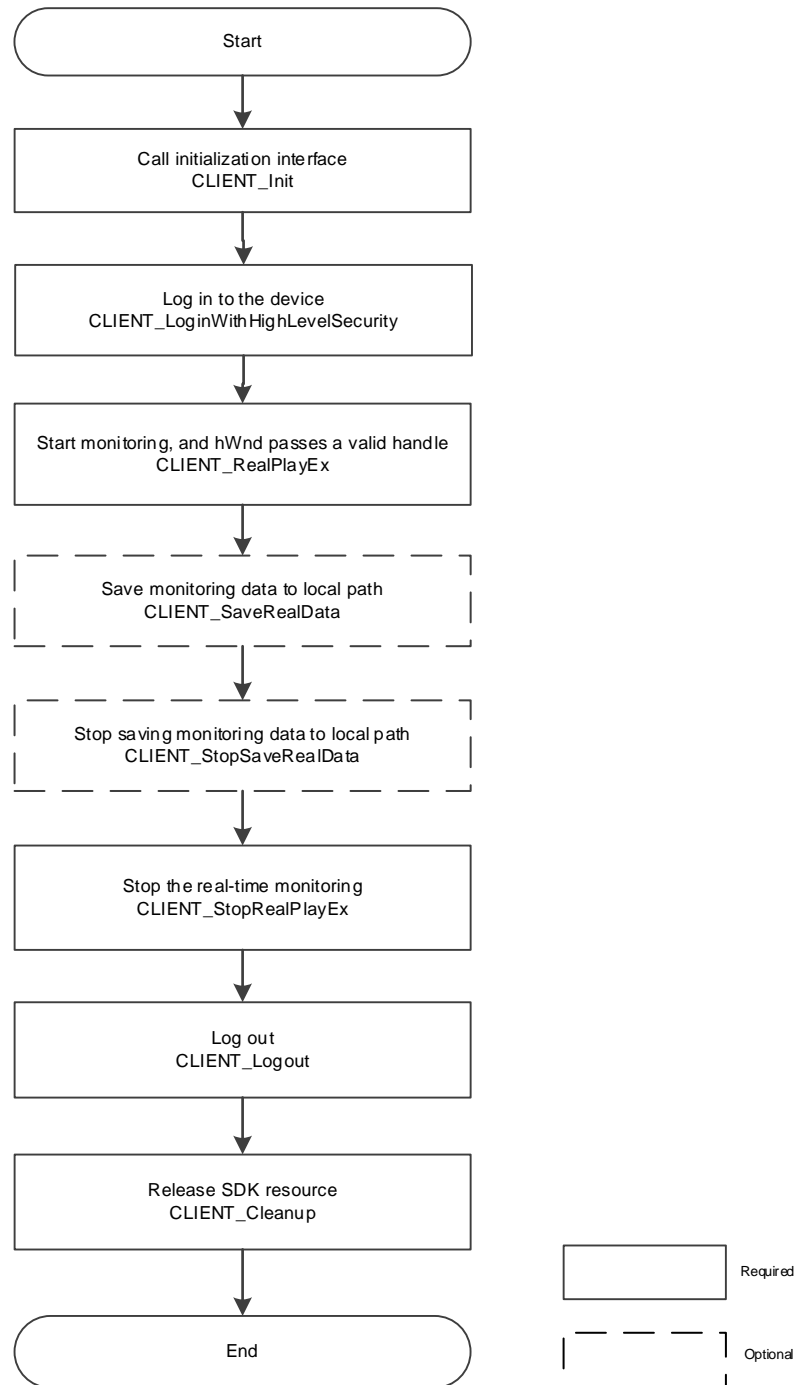 Start
Call initialization interface
CLIENT_Init
Log in to the device
CLIENT_LoginWithHighLevelSecurity
Start monitoring, and hWnd passes a valid handle
CLIENT_RealPlayEx
Save monitoring data to local path
CLIENT_SaveRealData
Stop saving monitoring data to local path
CLIENT_StopSaveRealData
Stop the real-time monitoring
CLIENT_StopRealPlayEx
Log out
CLIENT_Logout
Release SDK resource
CLIENT_Cleanup
Required
End
Optional